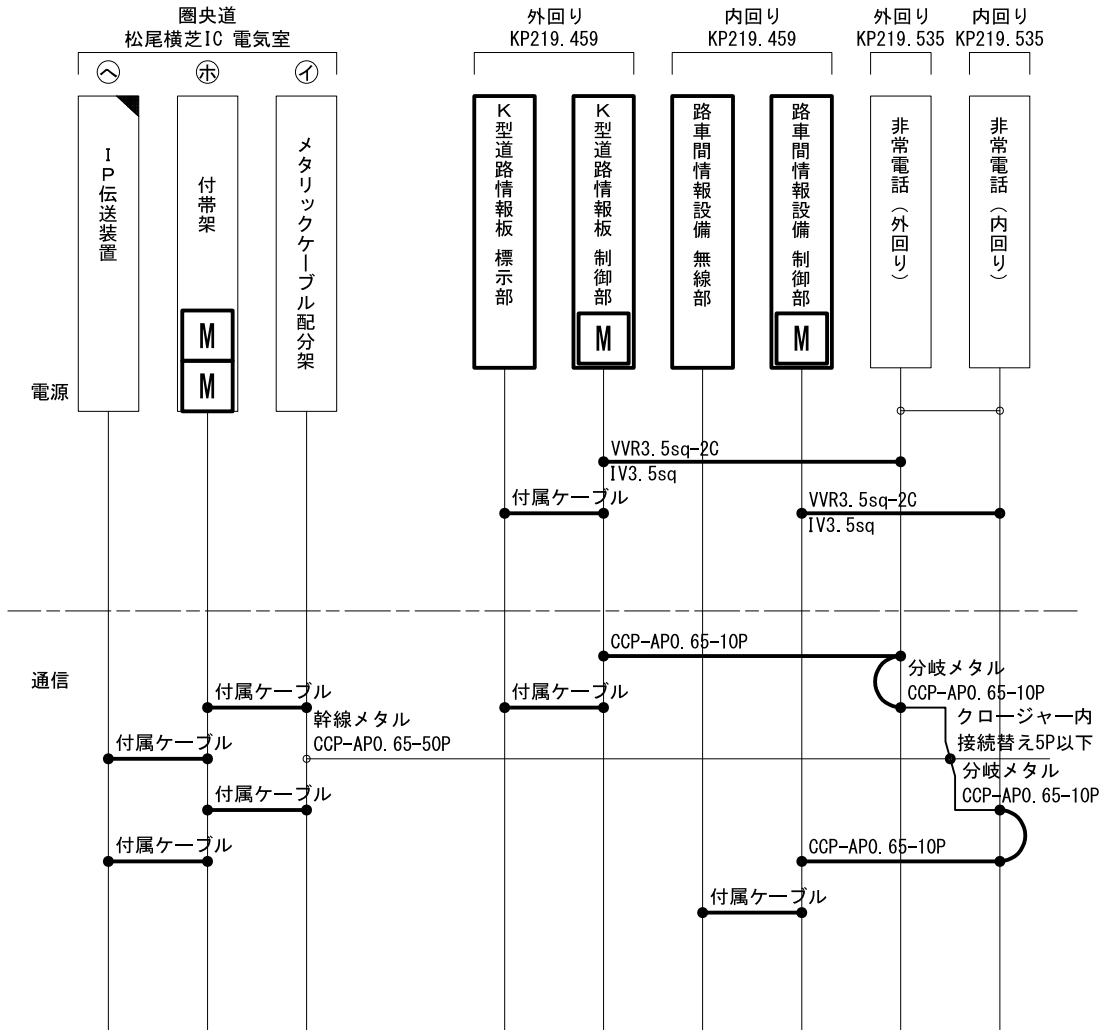 圏央道
松尾横芝IC 電気室
外回り
KP219.459
内回り
KP219.459
外回り
KP219.535
内回り
KP219.535
ヘ
ホ
イ
IP伝送装置
付帯架
メタリックケーブル配分架
K型道路情報板 標示部
K型道路情報板 制御部
路車間情報設備 無線部
路車間情報設備 制御部
非常電話(外回り)
非常電話(内回り)
M
M
M
M
電源
VVR3.5sq-2C
IV3.5sq
付属ケーブル
VVR3.5sq-2C
IV3.5sq
通信
CCP-AP0.65-10P
分岐メタル
CCP-AP0.65-10P
付属ケーブル
付属ケーブル
幹線メタル
CCP-AP0.65-50P
クロージャー内
接続替え5P以下
付属ケーブル
分岐メタル
CCP-AP0.65-10P
付属ケーブル
付属ケーブル
CCP-AP0.65-10P
付属ケーブル